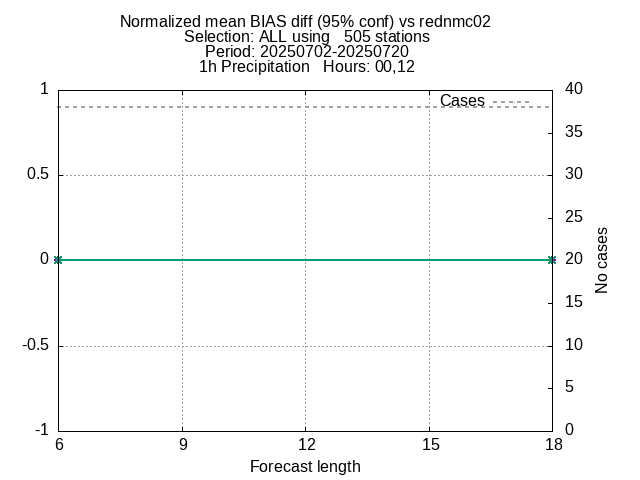 Normalized mean BIAS diff (95% conf) vs rednmc02
Selection: ALL using   505 stations
Period: 20250702-20250720
1h Precipitation   Hours: 00,12
Cases
1
0.5
0
-0.5
-1
40
35
30
25
20
15
10
5
0
No cases
6
9
12
15
18
Forecast length